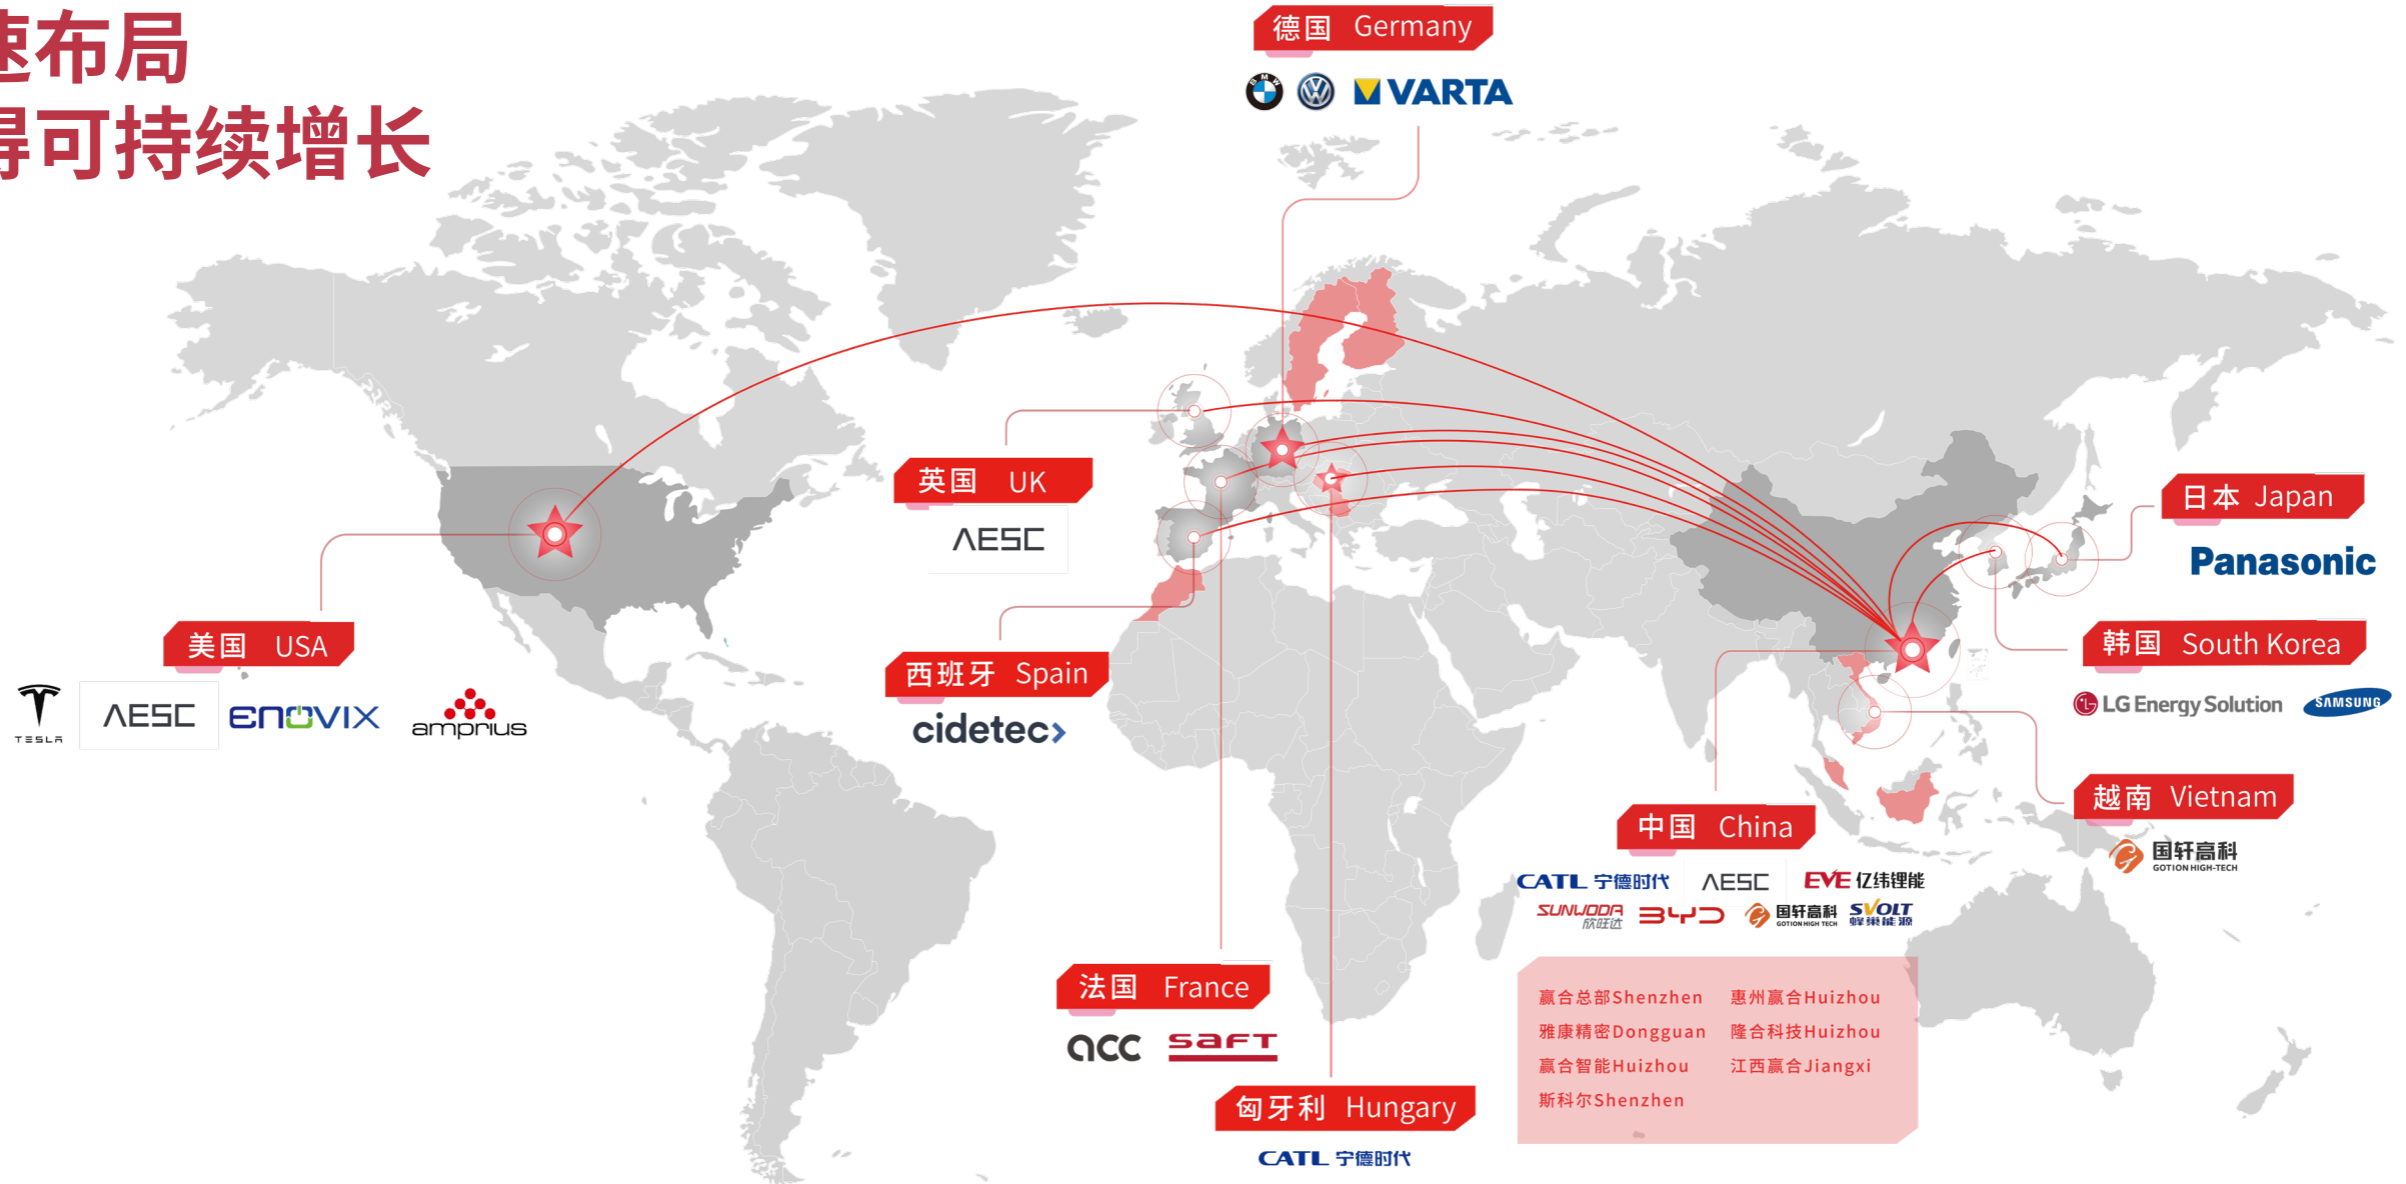 速布局
得可持续增长
德国 Germany
BMW
VARTA
英国 UK
AESC
日本 Japan
Panasonic
美国 USA
TESLA
AESC
ENOVIX
amprius
西班牙 Spain
cidetec
韩国 South Korea
LG Energy Solution
SAMSUNG
越南 Vietnam
国轩高科
GOTION HIGH-TECH
中国 China
CATL 宁德时代
AESC
EVE 亿纬锂能
SUNWODA
欣旺达
BYD
国轩高科
GOTION HIGH TECH
SVOLT
蜂巢能源
法国 France
acc
saft
匈牙利 Hungary
CATL 宁德时代
赢合总部Shenzhen 惠州赢合Huizhou
雅康精密Dongguan 隆合科技Huizhou
赢合智能Huizhou 江西赢合Jiangxi
斯科尔Shenzhen